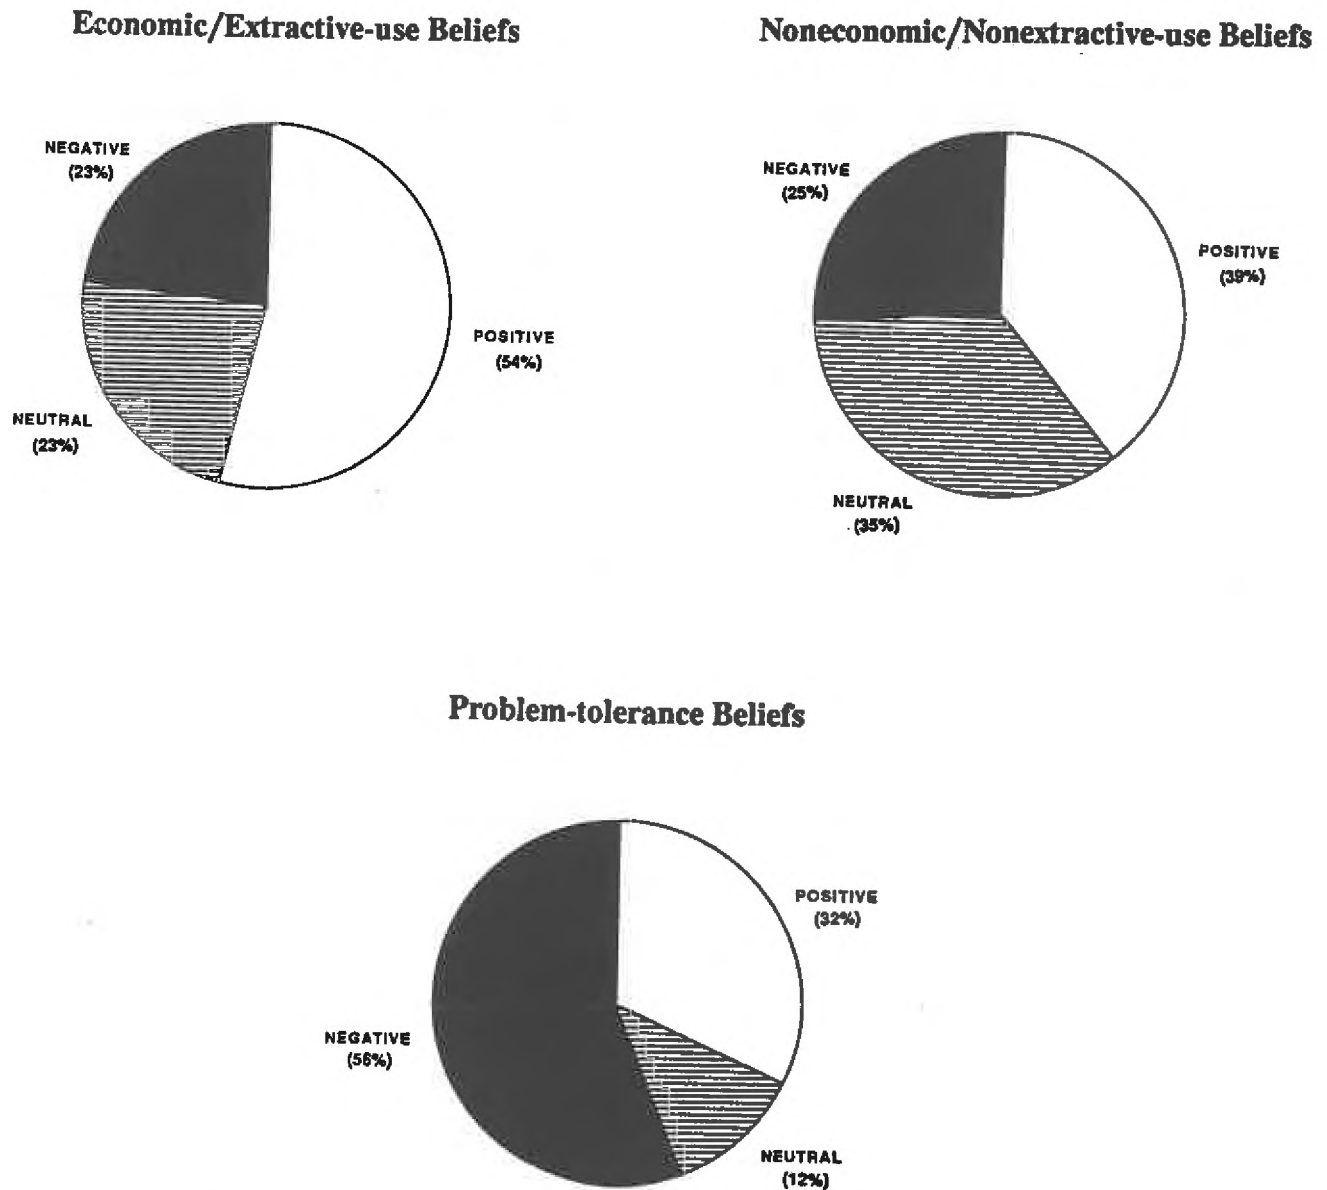 Economic/Extractive-use Beliefs
NEGATIVE
(23%)
POSITIVE
(54%)
NEUTRAL
(23%)
Noneconomic/Nonextractive-use Beliefs
NEGATIVE
(25%)
POSITIVE
(39%)
NEUTRAL
(35%)
Problem-tolerance Beliefs
POSITIVE
(32%)
NEGATIVE
(56%)
NEUTRAL
(12%)